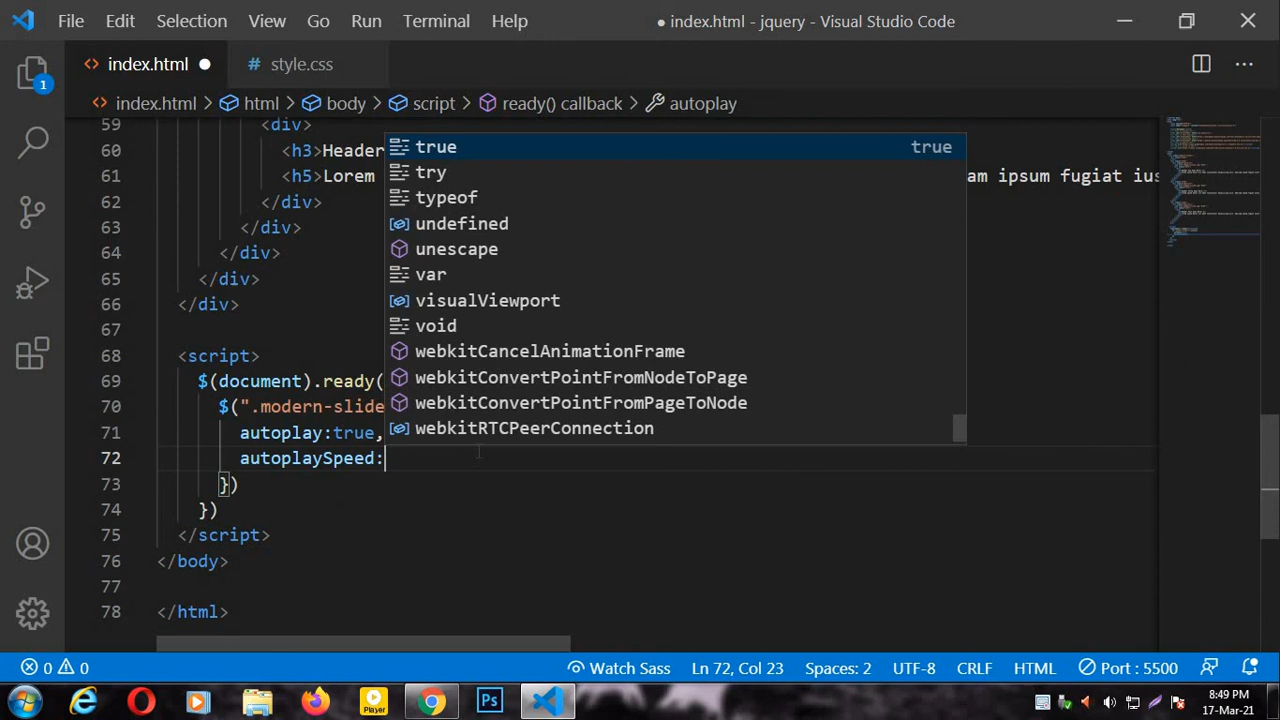 File Edit Selection View Go Run Terminal Help ● index.html - jquery - Visual Studio Code
<> index.html ● # style.css ···
<> index.html > html > body > script > ready() callback > autoplay
1
59 <div>
60 <h3>Header
61 <h5>Lorem am ipsum fugiat ius
62 </div>
63 </div>
64 </div>
65 </div>
66 </div>
67
68 <script>
69 $(document).ready(
70 $(".modern-slide
71 autoplay:true,
72 autoplaySpeed:
73 })
74 })
75 </script>
76 </body>
77
78 </html>
true true
try
typeof
undefined
unescape
var
visualViewport
void
webkitCancelAnimationFrame
webkitConvertPointFromNodeToPage
webkitConvertPointFromPageToNode
webkitRTCPeerConnection
0 0 Watch Sass Ln 72, Col 23 Spaces: 2 UTF-8 CRLF HTML Port : 5500
Player Ps 8:49 PM
17-Mar-21